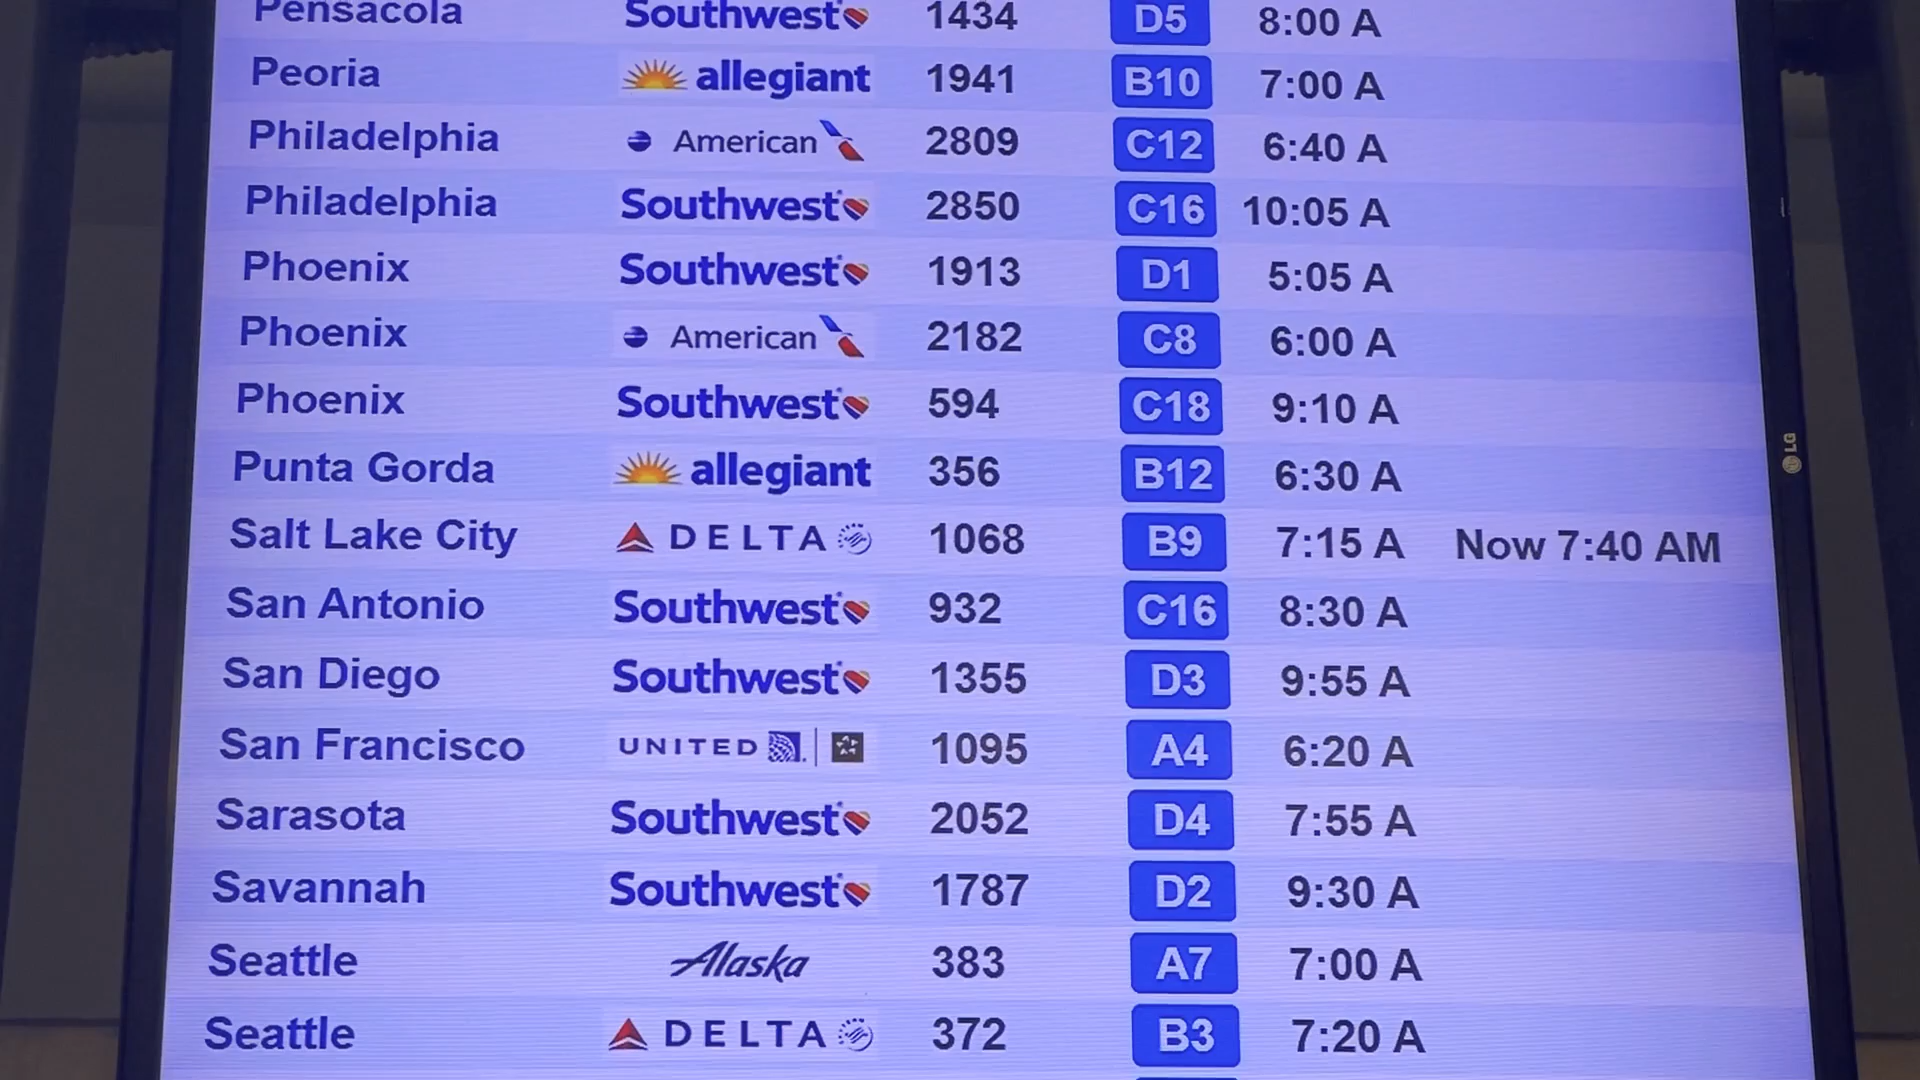 Pensacola Southwest 1434 D5 8:00 A
Peoria allegiant 1941 B10 7:00 A
Philadelphia American 2809 C12 6:40 A
Philadelphia Southwest 2850 C16 10:05 A
Phoenix Southwest 1913 D1 5:05 A
Phoenix American 2182 C8 6:00 A
Phoenix Southwest 594 C18 9:10 A
Punta Gorda allegiant 356 B12 6:30 A
Salt Lake City DELTA 1068 B9 7:15 A Now 7:40 AM
San Antonio Southwest 932 C16 8:30 A
San Diego Southwest 1355 D3 9:55 A
San Francisco UNITED 1095 A4 6:20 A
Sarasota Southwest 2052 D4 7:55 A
Savannah Southwest 1787 D2 9:30 A
Seattle Alaska 383 A7 7:00 A
Seattle DELTA 372 B3 7:20 A
LG